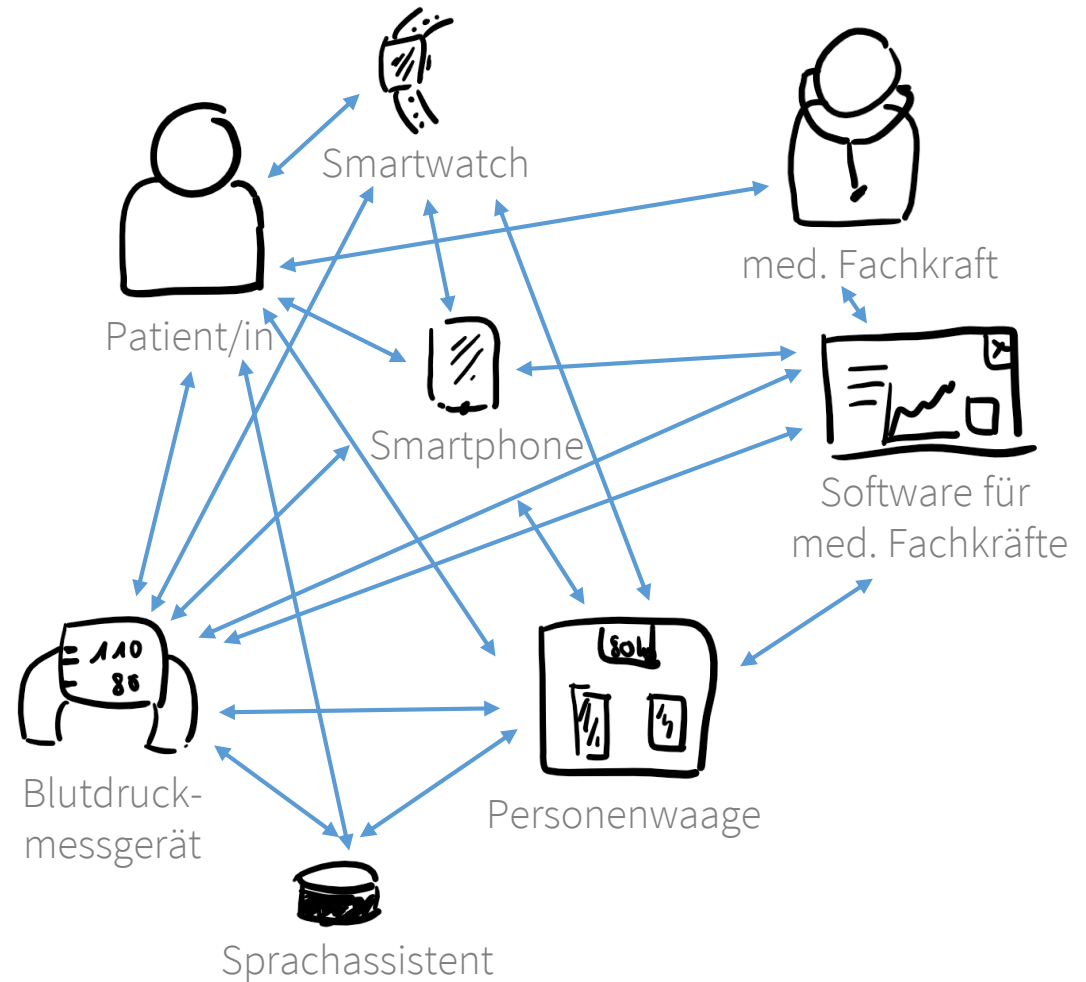 Smartwatch
med. Fachkraft
Patient/in
Smartphone
Software für
med. Fachkräfte
110
80
Blutdruck-
messgerät
Personenwaage
Sprachassistent